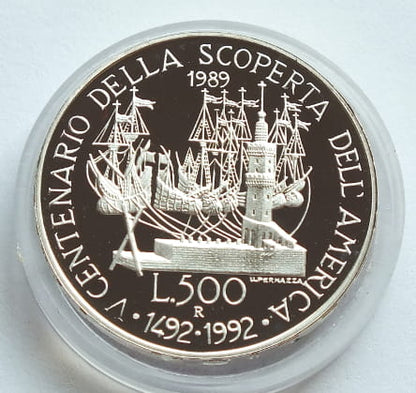 V CENTENARIO DELLA SCOPERTA DELL'AMERICA
1989
L.500
R
U.PERNAZZA
· 1492 · 1992 ·